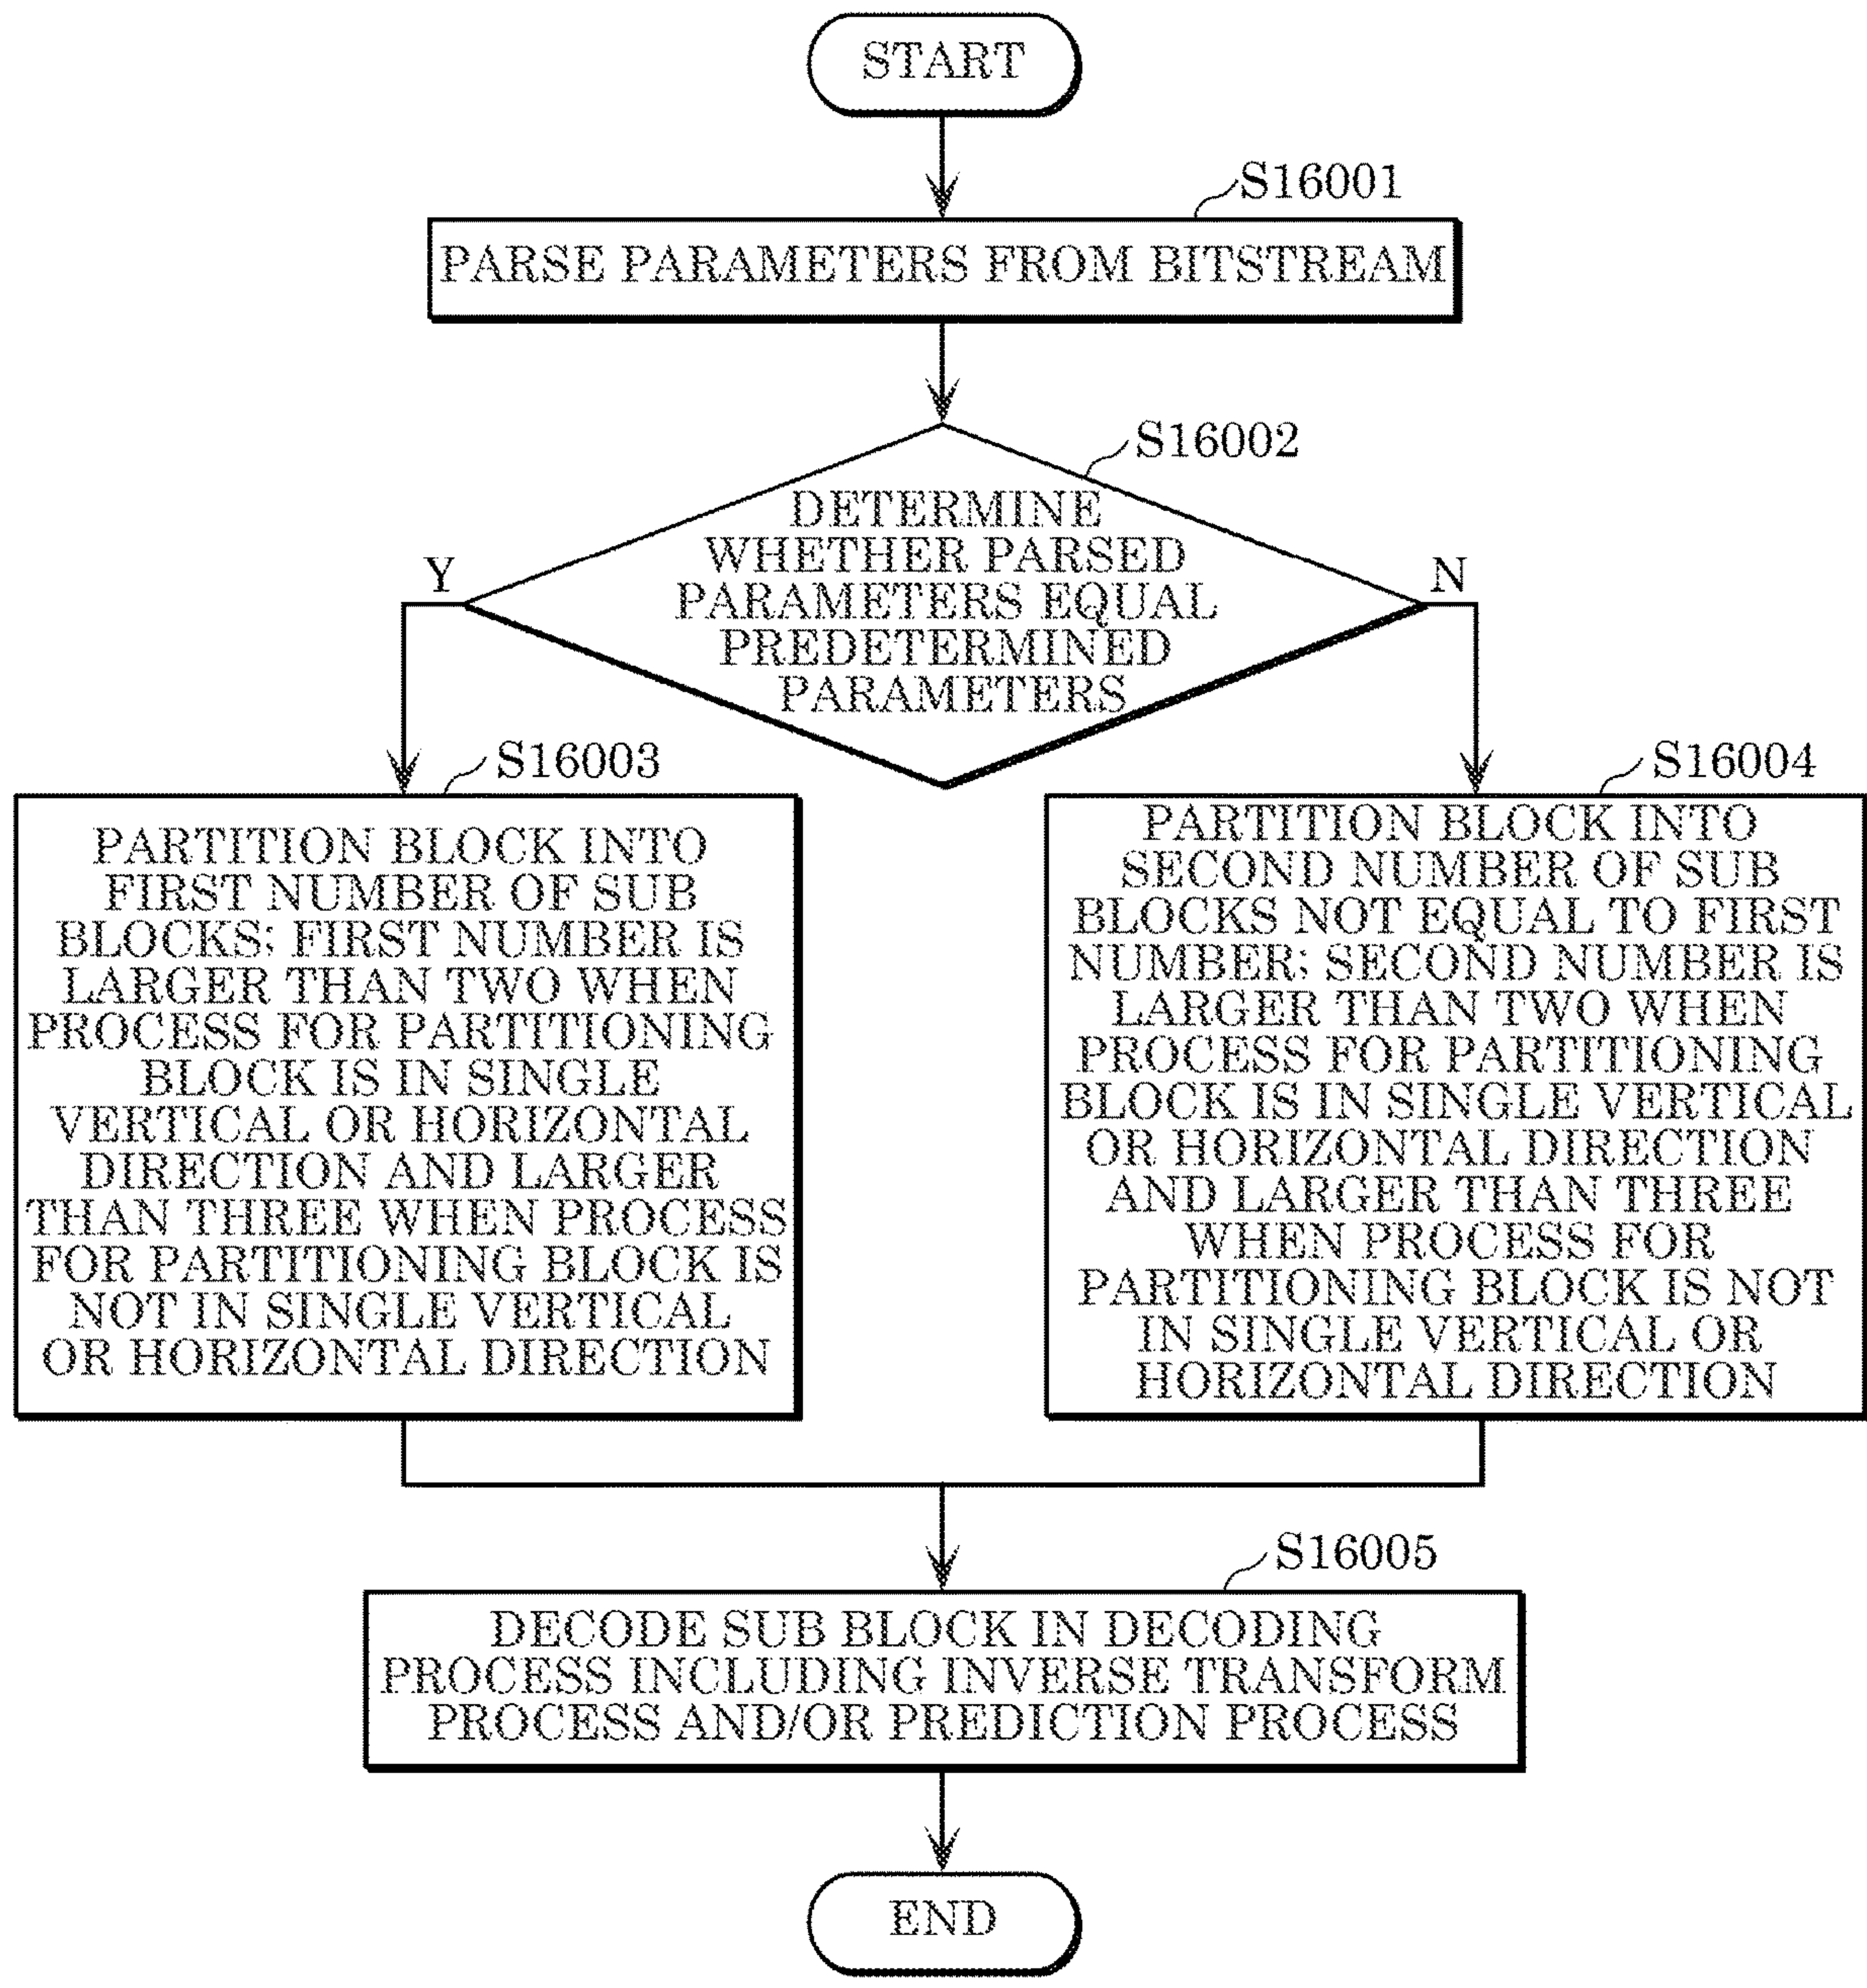 START
S16001
PARSE PARAMETERS FROM BITSTREAM
S16002
DETERMINE
WHETHER PARSED
PARAMETERS EQUAL
PREDETERMINED
PARAMETERS
Y
N
S16003
PARTITION BLOCK INTO
FIRST NUMBER OF SUB
BLOCKS; FIRST NUMBER IS
LARGER THAN TWO WHEN
PROCESS FOR PARTITIONING
BLOCK IS IN SINGLE
VERTICAL OR HORIZONTAL
DIRECTION AND LARGER
THAN THREE WHEN PROCESS
FOR PARTITIONING BLOCK IS
NOT IN SINGLE VERTICAL
OR HORIZONTAL DIRECTION
S16004
PARTITION BLOCK INTO
SECOND NUMBER OF SUB
BLOCKS NOT EQUAL TO FIRST
NUMBER; SECOND NUMBER IS
LARGER THAN TWO WHEN
PROCESS FOR PARTITIONING
BLOCK IS IN SINGLE VERTICAL
OR HORIZONTAL DIRECTION
AND LARGER THAN THREE
WHEN PROCESS FOR
PARTITIONING BLOCK IS NOT
IN SINGLE VERTICAL OR
HORIZONTAL DIRECTION
S16005
DECODE SUB BLOCK IN DECODING
PROCESS INCLUDING INVERSE TRANSFORM
PROCESS AND/OR PREDICTION PROCESS
END